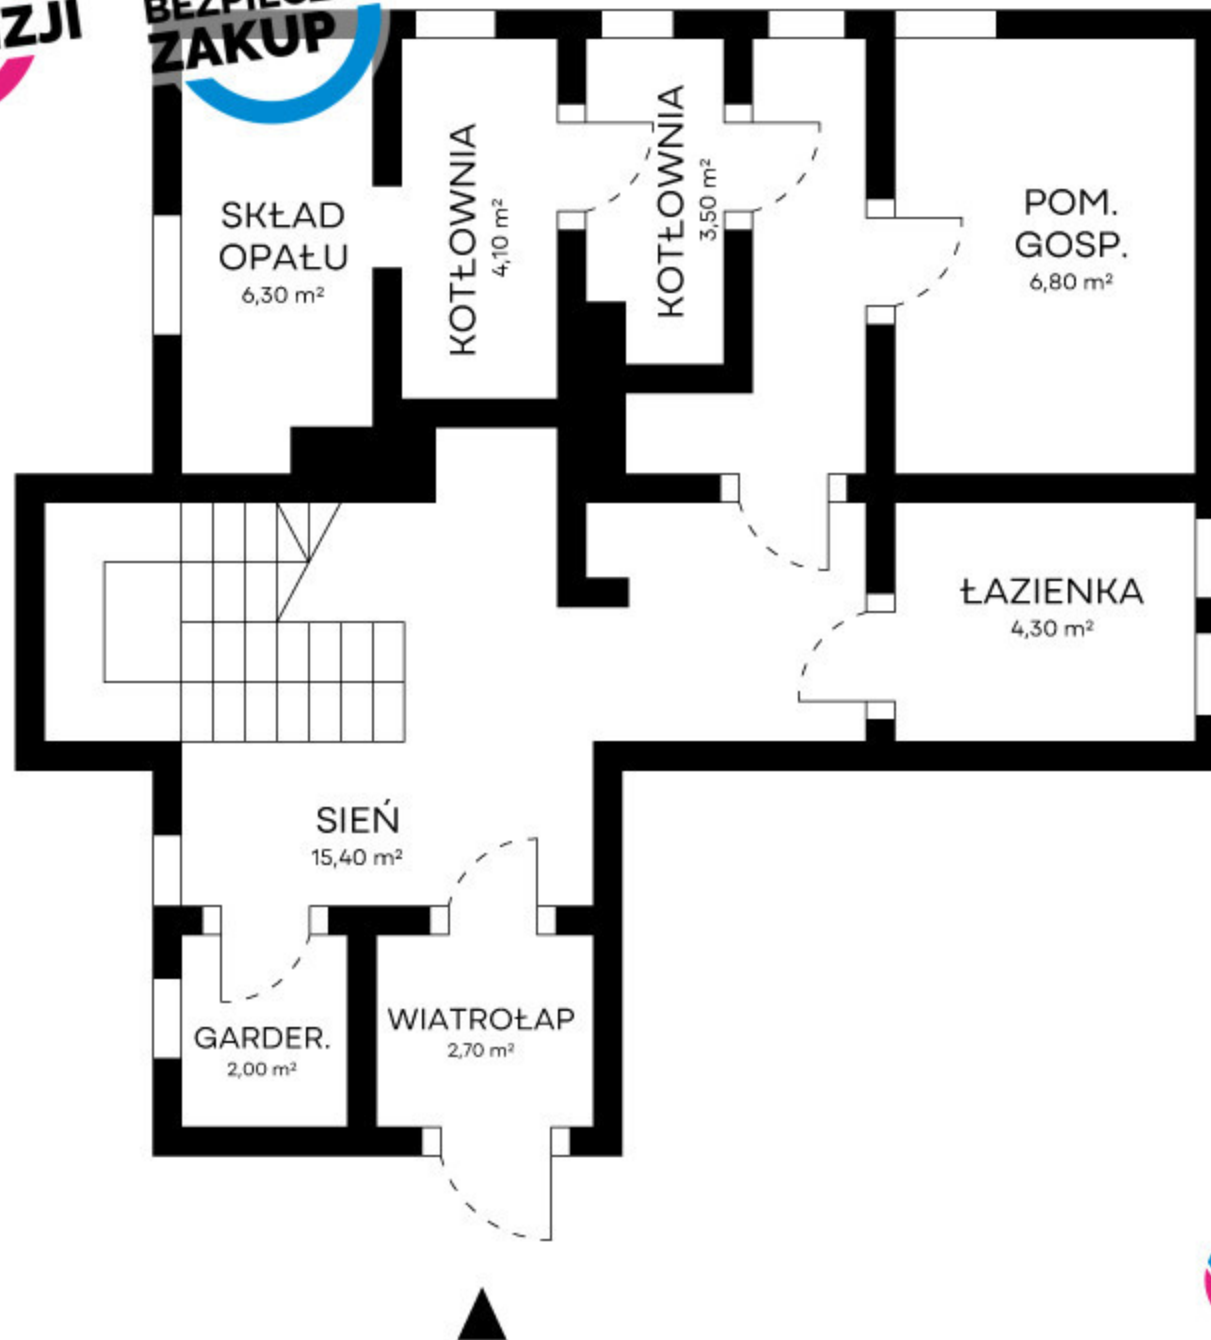 ZJI
BEZPIECZ
ZAKUP
SKŁAD
OPAŁU
6,30 m²
KOTŁOWNIA
4,10 m²
KOTŁOWNIA
3,50 m²
POM.
GOSP.
6,80 m²
ŁAZIENKA
4,30 m²
SIEŃ
15,40 m²
GARDER.
2,00 m²
WIATROŁAP
2,70 m²